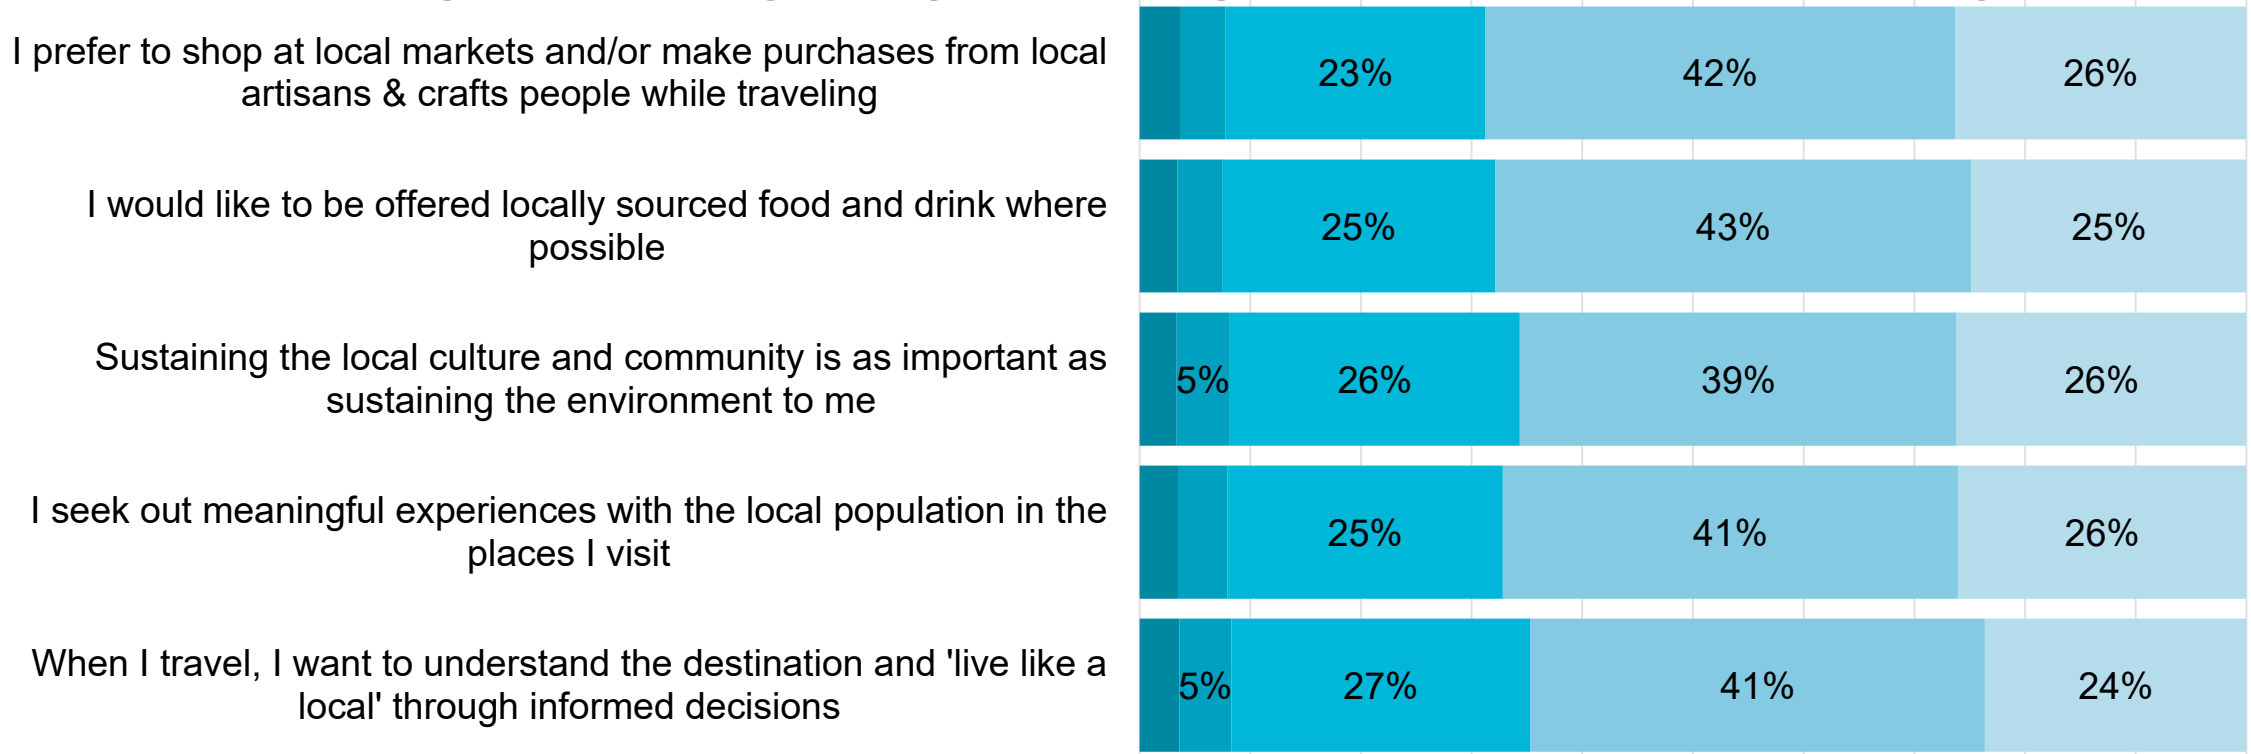 I prefer to shop at local markets and/or make purchases from local
artisans & crafts people while traveling
23%
42%
26%
I would like to be offered locally sourced food and drink where
possible
25%
43%
25%
Sustaining the local culture and community is as important as
sustaining the environment to me
5%
26%
39%
26%
I seek out meaningful experiences with the local population in the
places I visit
25%
41%
26%
When I travel, I want to understand the destination and 'live like a
local' through informed decisions
5%
27%
41%
24%